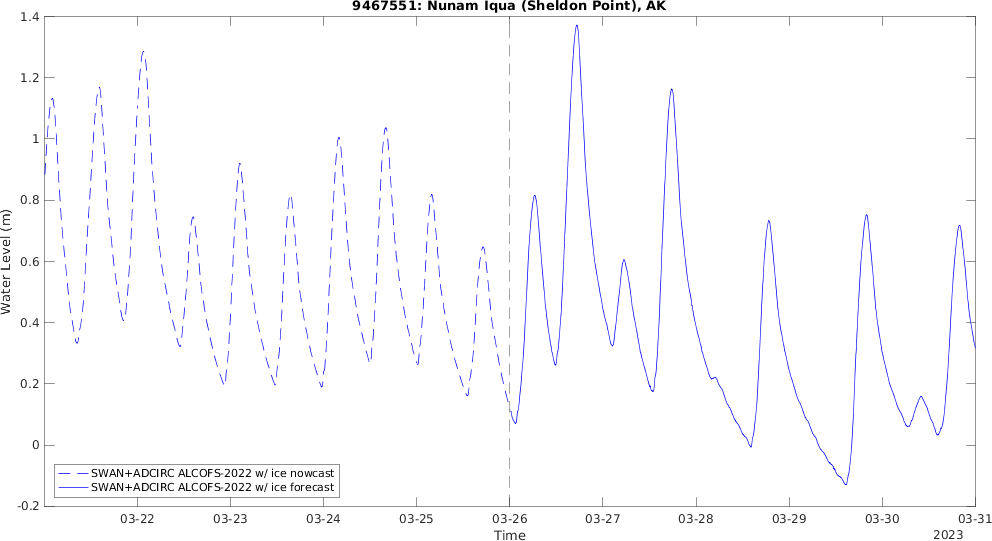 9467551: Nunam Iqua (Sheldon Point), AK
1.4
1.2
1
0.8
0.6
0.4
0.2
0
-0.2
Water Level (m)
SWAN+ADCIRC ALCOFS-2022 w/ ice nowcast
SWAN+ADCIRC ALCOFS-2022 w/ ice forecast
03-22 03-23 03-24 03-25 03-26 03-27 03-28 03-29 03-30 03-31
Time
2023